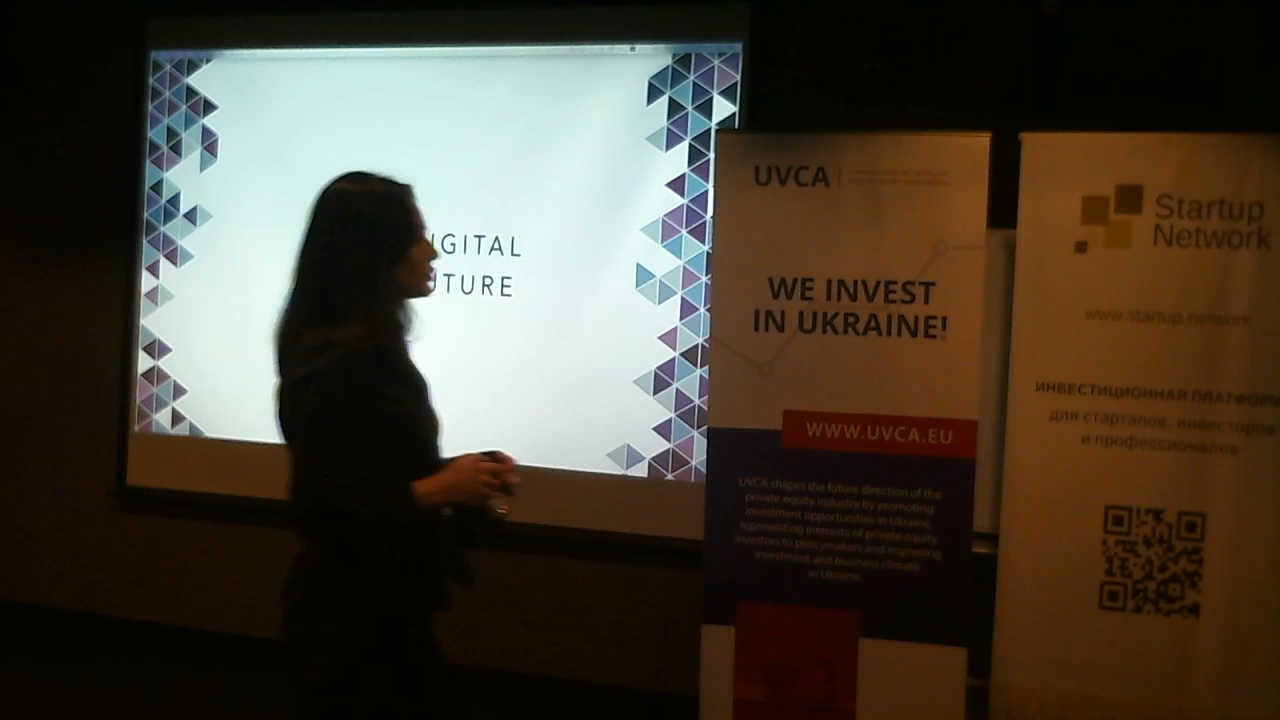 IGITAL
UTURE
UVCA
WE INVEST
IN UKRAINE!
WWW.UVCA.EU
UVCA shapes the future direction of the
private equity industry by promoting
investment opportunities in Ukraine,
representing interests of private equity
investors to policymakers and improving
investment and business climate
in Ukraine.
Startup
Network
www.startup.network
ИНВЕСТИЦИОННАЯ ПЛАТФОРМ
для стартапов, инвесторов,
и профессионалов